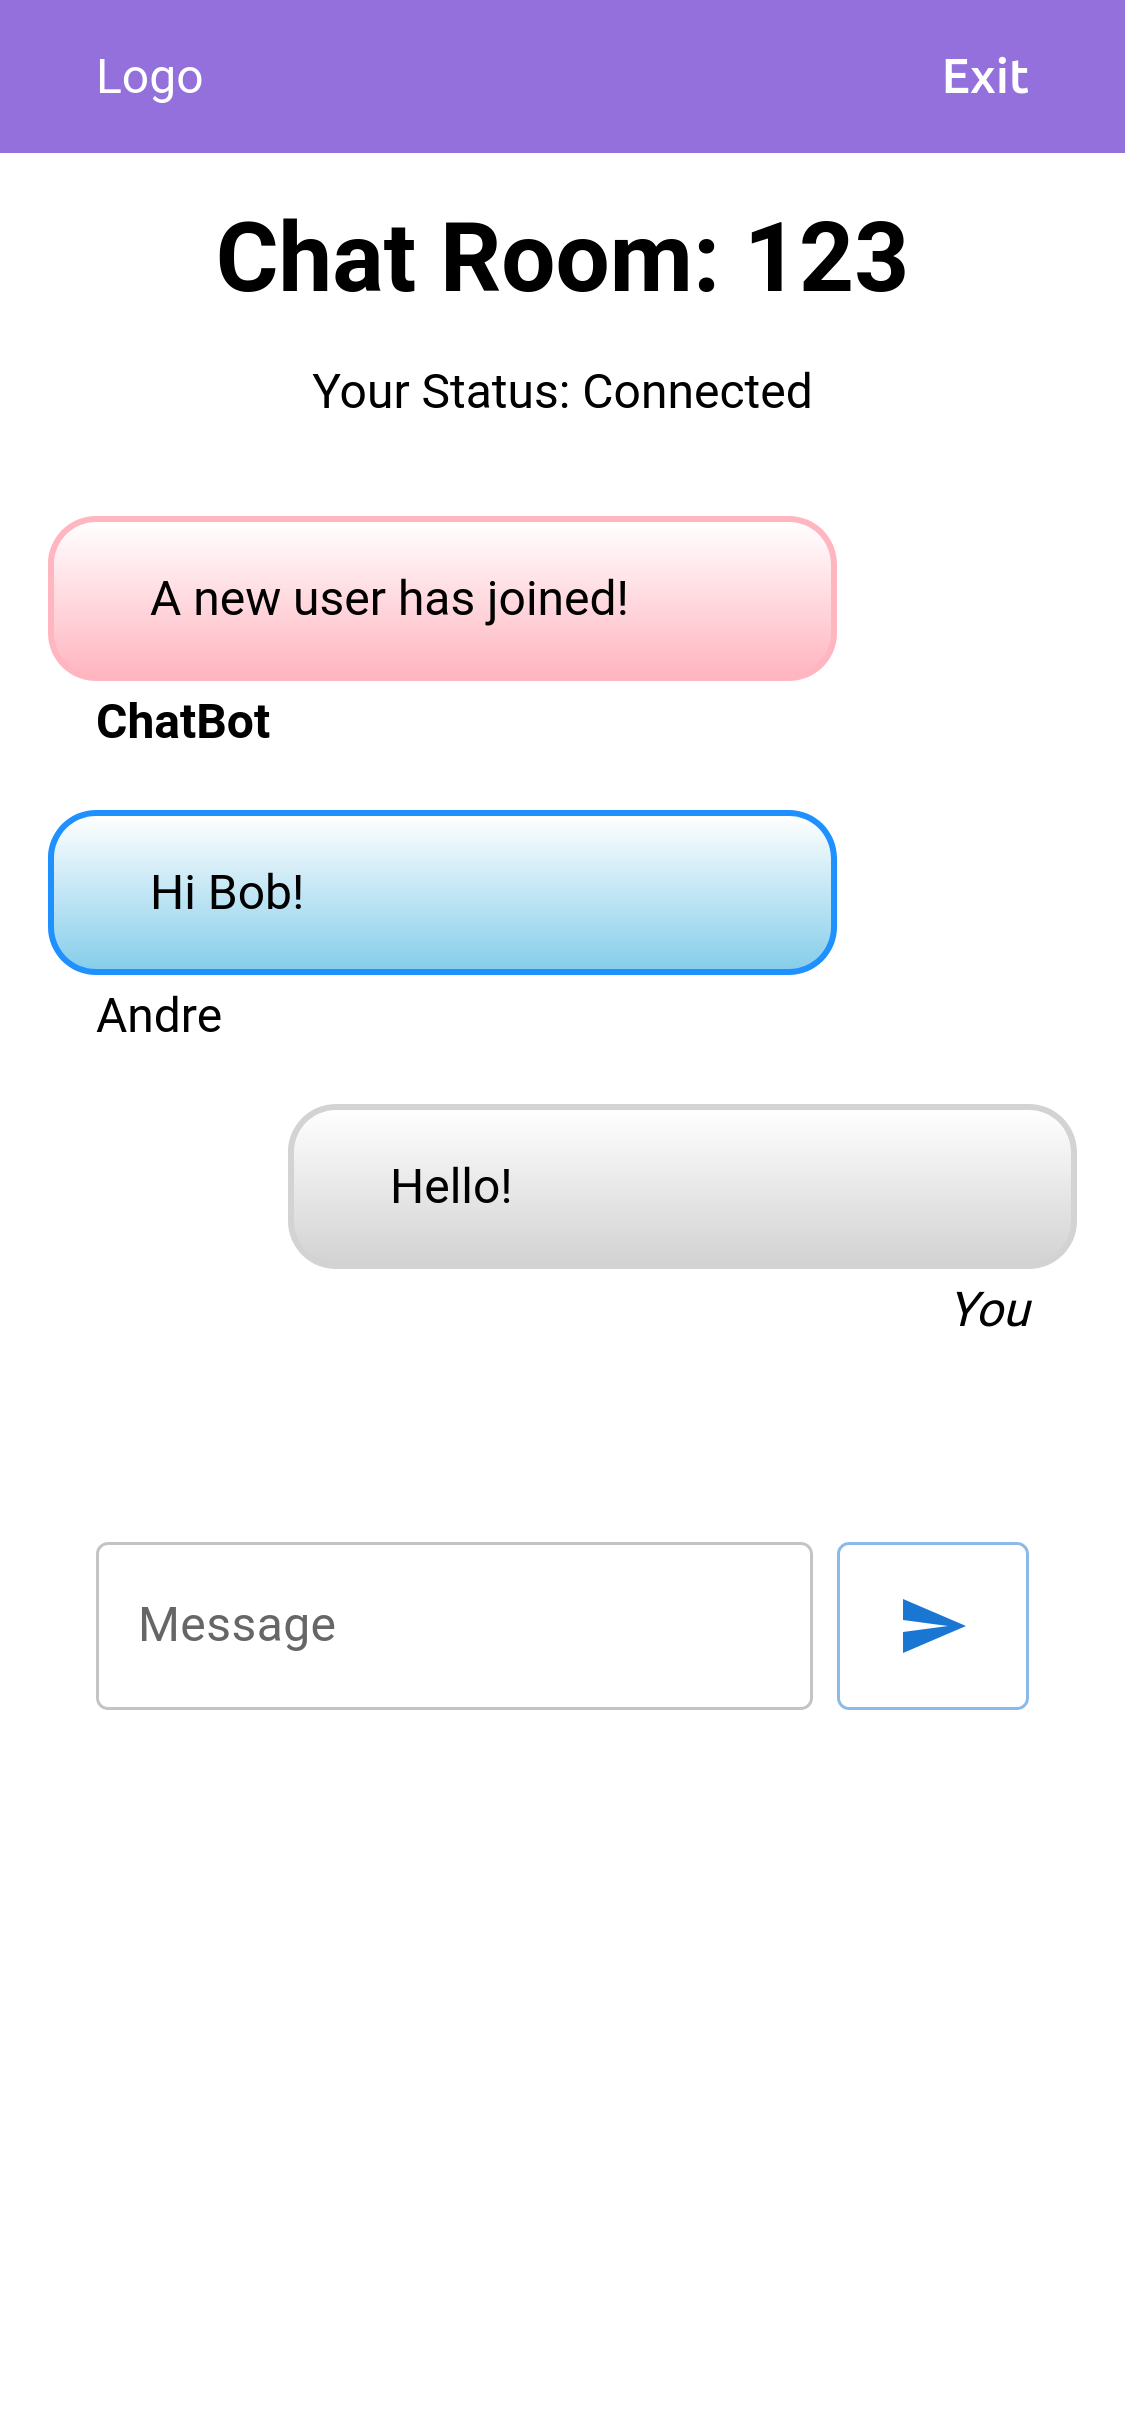 Logo
Exit
Chat Room: 123
Your Status: Connected
A new user has joined!
ChatBot
Hi Bob!
Andre
Hello!
You
Message